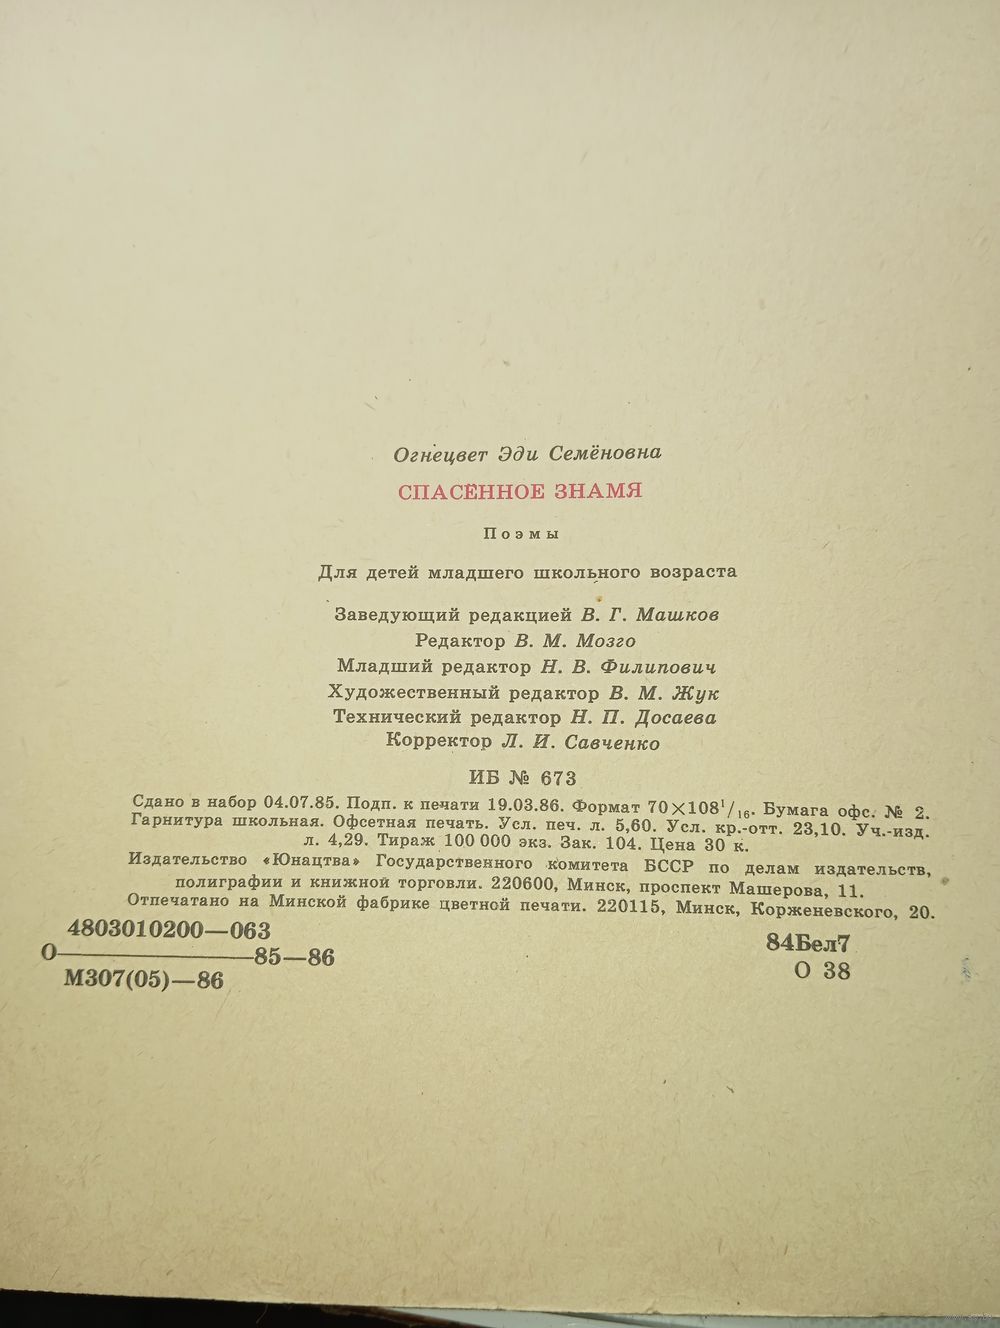 Огнецвет Эди Семёновна
СПАСЁННОЕ ЗНАМЯ
Поэмы
Для детей младшего школьного возраста
Заведующий редакцией В. Г. Машков
Редактор В. М. Мозго
Младший редактор Н. В. Филипович
Художественный редактор В. М. Жук
Технический редактор Н. П. Досаева
Корректор Л. И. Савченко
ИБ № 673
Сдано в набор 04.07.85. Подп. к печати 19.03.86. Формат 70×108¹/₁₆. Бумага офс. № 2.
Гарнитура школьная. Офсетная печать. Усл. печ. л. 5,60. Усл. кр.-отт. 23,10. Уч.-изд.
л. 4,29. Тираж 100 000 экз. Зак. 104. Цена 30 к.
Издательство «Юнацтва» Государственного комитета БССР по делам издательств,
полиграфии и книжной торговли. 220600, Минск, проспект Машерова, 11.
Отпечатано на Минской фабрике цветной печати. 220115, Минск, Корженевского, 20.
4803010200—063
О————85—86
М307(05)—86
84Бел7
О 38